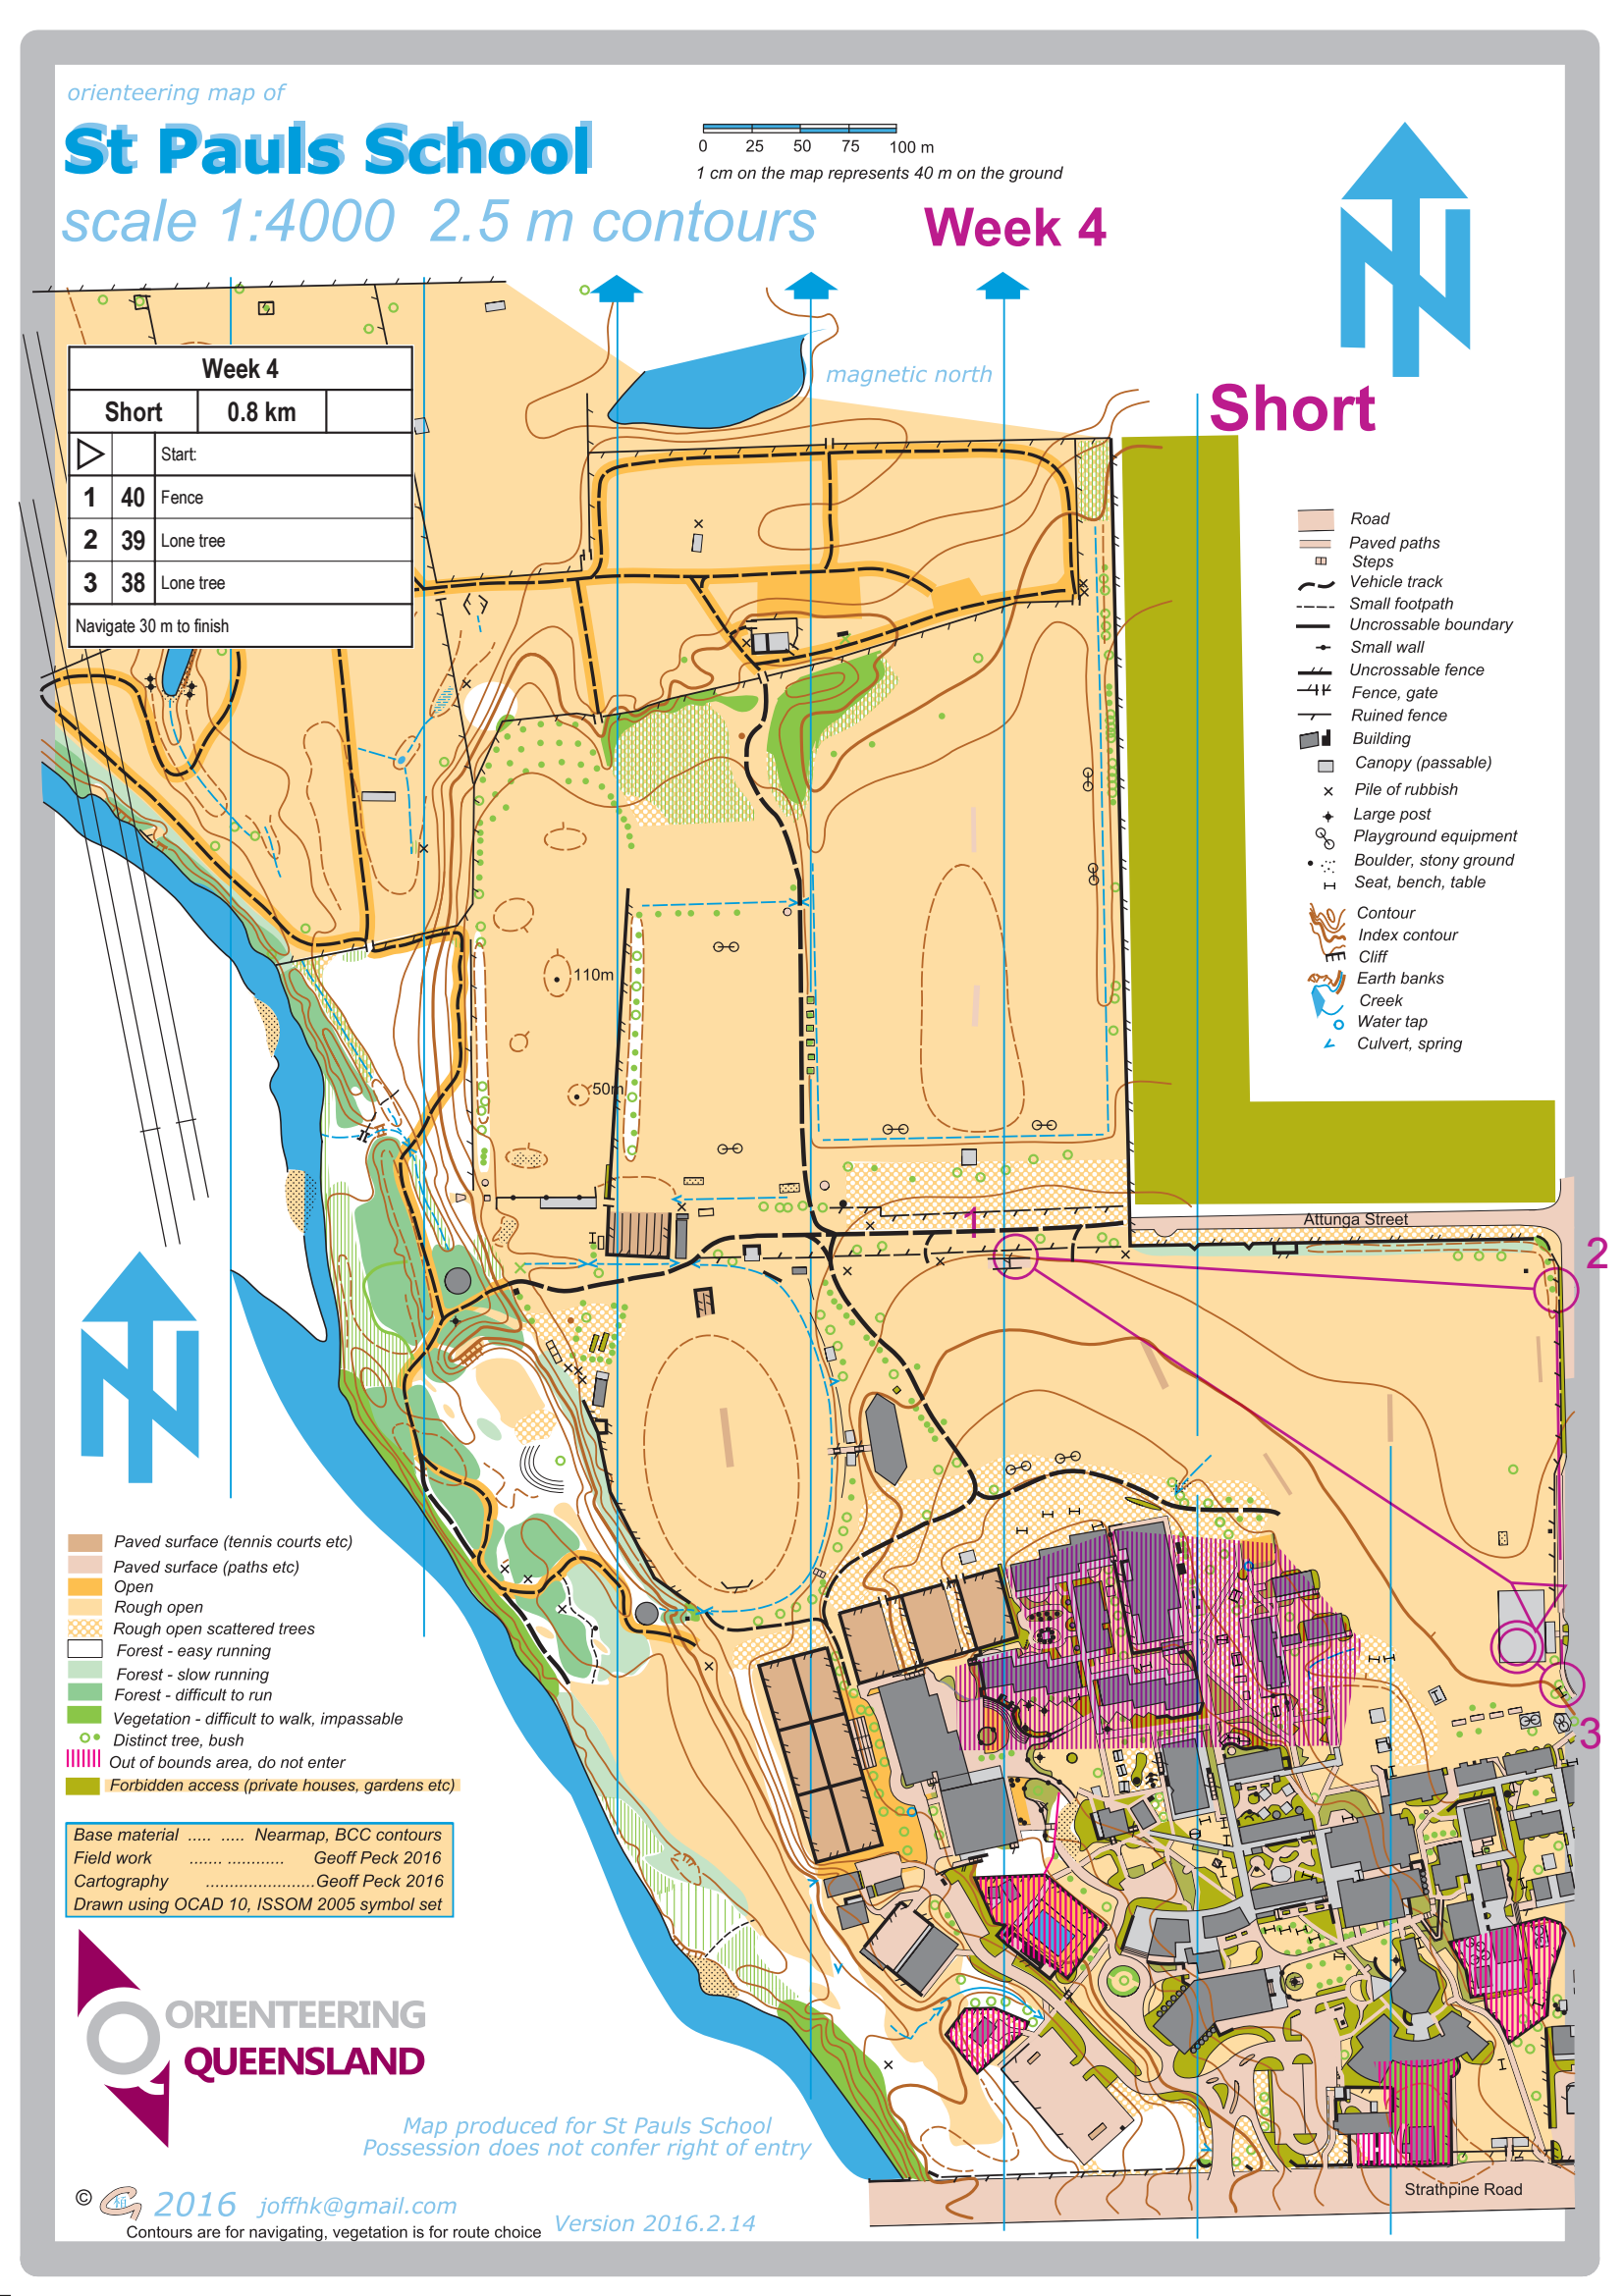 orienteering map of
St Pauls School
scale 1:4000 2.5 m contours
0 25 50 75 100 m
1 cm on the map represents 40 m on the ground
Week 4
magnetic north
Short
Week 4
Short 0.8 km
Start:
1 40 Fence
2 39 Lone tree
3 38 Lone tree
Navigate 30 m to finish
Road
Paved paths
Steps
Vehicle track
Small footpath
Uncrossable boundary
Small wall
Uncrossable fence
Fence, gate
Ruined fence
Building
Canopy (passable)
Pile of rubbish
Large post
Playground equipment
Boulder, stony ground
Seat, bench, table
Contour
Index contour
Cliff
Earth banks
Creek
Water tap
Culvert, spring
110m
50m
1
Attunga Street
2
3
Paved surface (tennis courts etc)
Paved surface (paths etc)
Open
Rough open
Rough open scattered trees
Forest - easy running
Forest - slow running
Forest - difficult to run
Vegetation - difficult to walk, impassable
Distinct tree, bush
Out of bounds area, do not enter
Forbidden access (private houses, gardens etc)
Base material ..... ..... Nearmap, BCC contours
Field work ....... ............ Geoff Peck 2016
Cartography .......................Geoff Peck 2016
Drawn using OCAD 10, ISSOM 2005 symbol set
ORIENTEERING
QUEENSLAND
Map produced for St Pauls School
Possession does not confer right of entry
Strathpine Road
© 2016 joffhk@gmail.com
Version 2016.2.14
Contours are for navigating, vegetation is for route choice